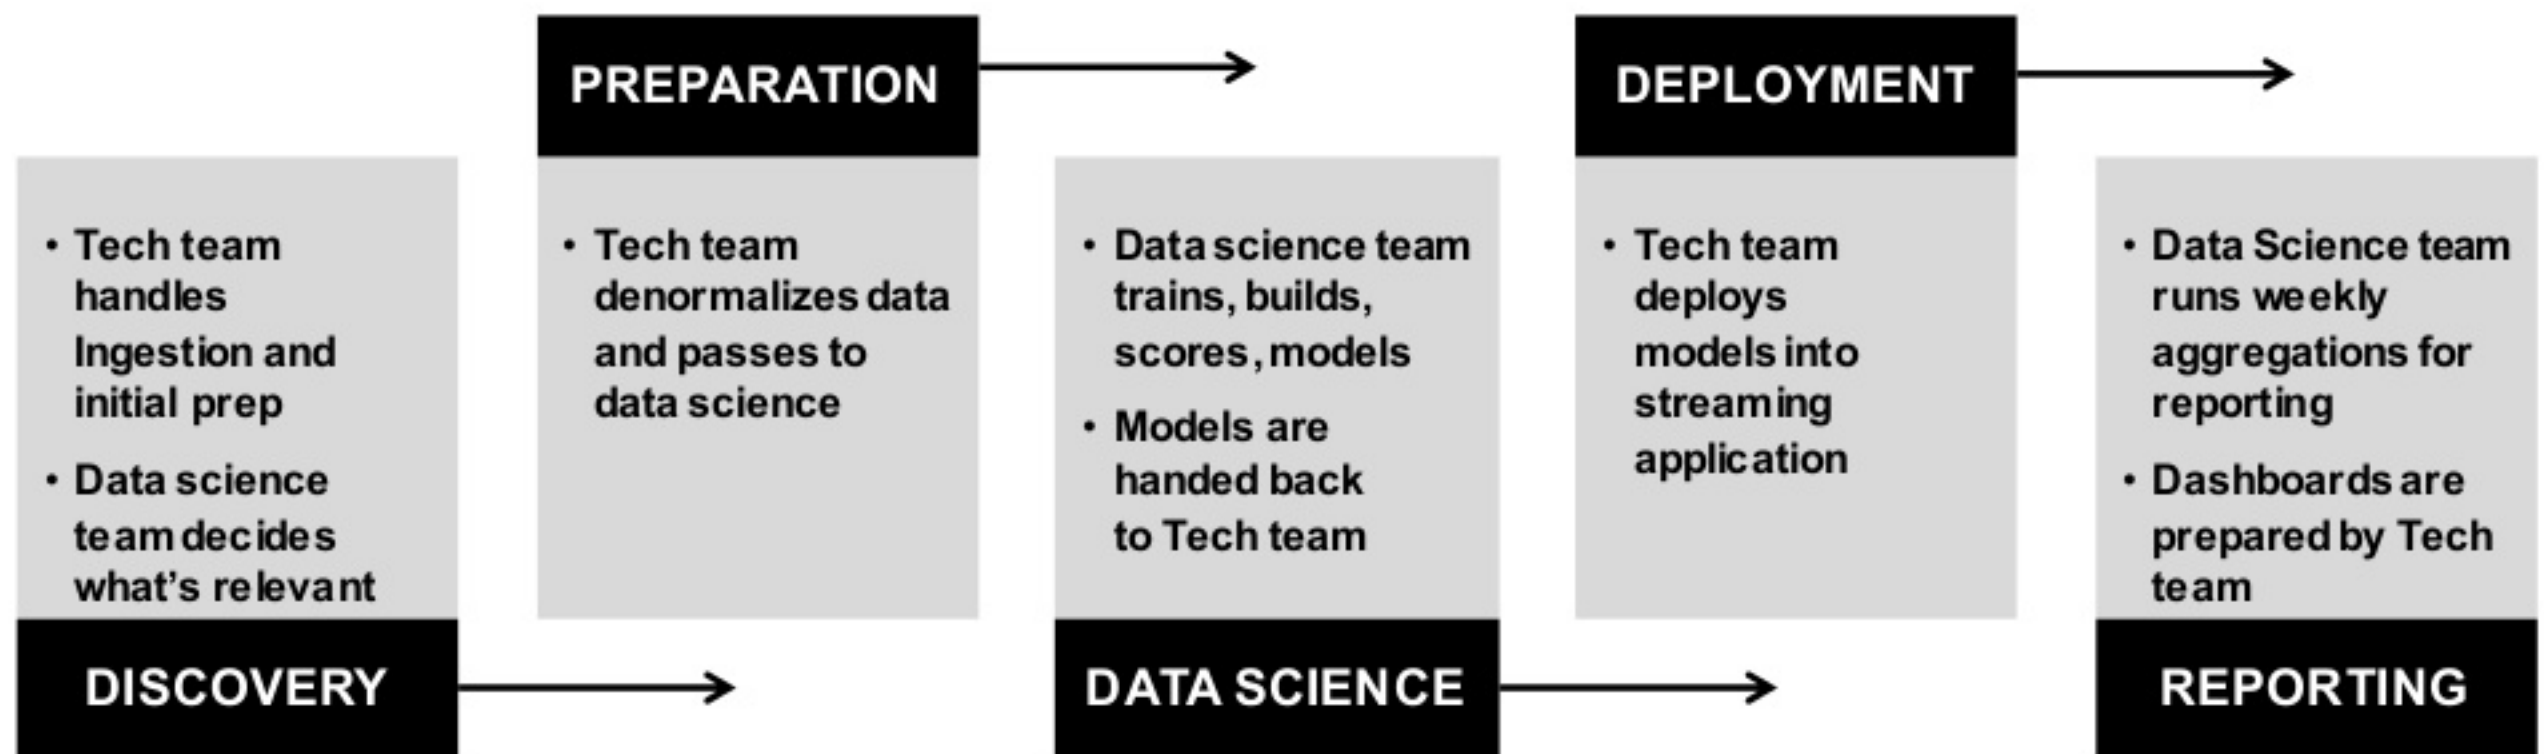 DISCOVERY
• Tech team
handles
Ingestion and
initial prep
• Data science
team decides
what's relevant
PREPARATION
• Tech team
denormalizes data
and passes to
data science
DATA SCIENCE
• Data science team
trains, builds,
scores, models
• Models are
handed back
to Tech team
DEPLOYMENT
• Tech team
deploys
models into
streaming
application
REPORTING
• Data Science team
runs weekly
aggregations for
reporting
• Dashboards are
prepared by Tech
team